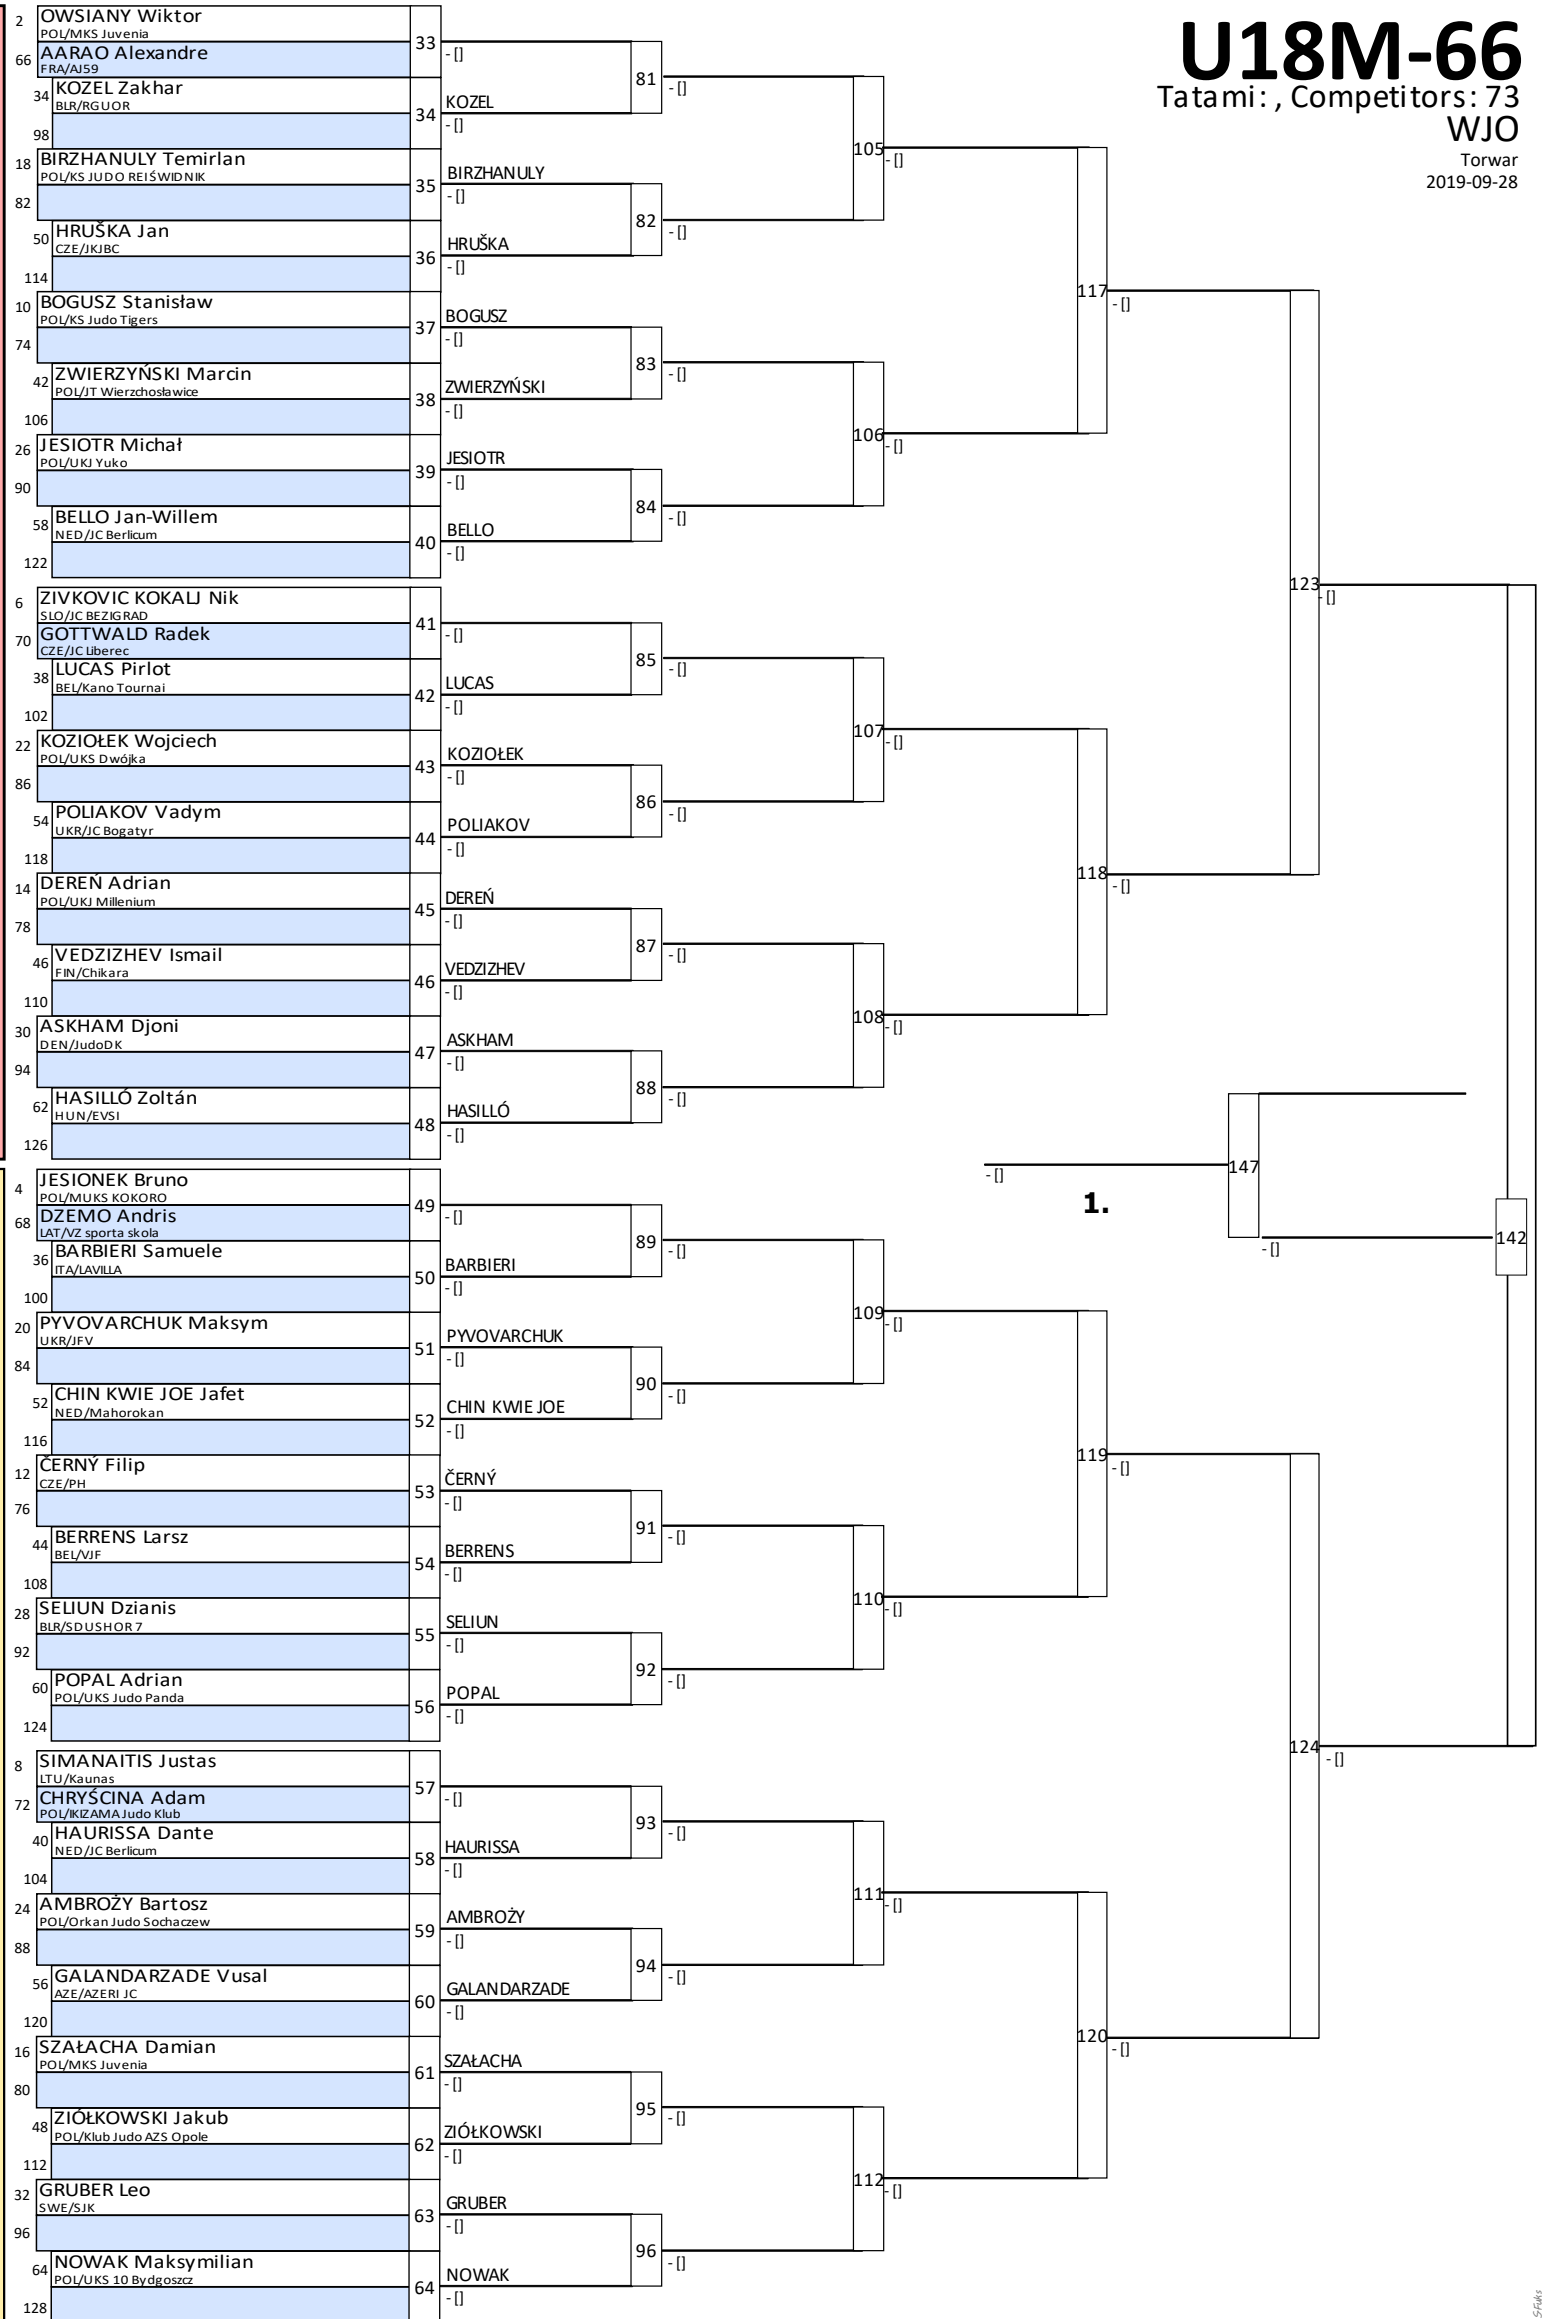 U18M-66
Tatami: , Competitors: 73
WJO
Torwar
2019-09-28
2 OWSIANY Wiktor
POL/MKS Juvenia
33
- []
66 AARAO Alexandre
FRA/AJ59
81
- []
34 KOZEL Zakhar
BLR/RGUOR
34
KOZEL
- []
98
105
- []
18 BIRZHANULY Temirlan
POL/KS JUDO REIŚWIDNIK
35
BIRZHANULY
- []
82
82
- []
50 HRUŠKA Jan
CZE/JKJBC
36
HRUŠKA
- []
114
117
- []
10 BOGUSZ Stanisław
POL/KS Judo Tigers
37
BOGUSZ
- []
74
83
- []
42 ZWIERZYŃSKI Marcin
POL/JT Wierzchosławice
38
ZWIERZYŃSKI
- []
106
106
- []
26 JESIOTR Michał
POL/UKJ Yuko
39
JESIOTR
- []
90
84
- []
58 BELLO Jan-Willem
NED/JC Berlicum
40
BELLO
- []
122
123
- []
6 ZIVKOVIC KOKALJ Nik
SLO/JC BEZIGRAD
41
- []
70 GOTTWALD Radek
CZE/JC Liberec
85
- []
38 LUCAS Pirlot
BEL/Kano Tournai
42
LUCAS
- []
102
107
- []
22 KOZIOŁEK Wojciech
POL/UKS Dwójka
43
KOZIOŁEK
- []
86
86
- []
54 POLIAKOV Vadym
UKR/JC Bogatyr
44
POLIAKOV
- []
118
118
- []
14 DEREŃ Adrian
POL/UKJ Millenium
45
DEREŃ
- []
78
87
- []
46 VEDZIZHEV Ismail
FIN/Chikara
46
VEDZIZHEV
- []
110
108
- []
30 ASKHAM Djoni
DEN/JudoDK
47
ASKHAM
- []
94
88
- []
62 HASILLÓ Zoltán
HUN/EVSI
48
HASILLÓ
- []
126
147
- []
1.
- []
142
4 JESIONEK Bruno
POL/MUKS KOKORO
49
- []
68 DZEMO Andris
LAT/VZ sporta skola
89
- []
36 BARBIERI Samuele
ITA/LAVILLA
50
BARBIERI
- []
100
109
- []
20 PYVOVARCHUK Maksym
UKR/JFV
51
PYVOVARCHUK
- []
84
90
- []
52 CHIN KWIE JOE Jafet
NED/Mahorokan
52
CHIN KWIE JOE
- []
116
119
- []
12 ČERNÝ Filip
CZE/PH
53
ČERNÝ
- []
76
91
- []
44 BERRENS Larsz
BEL/VJF
54
BERRENS
- []
108
110
- []
28 SELIUN Dzianis
BLR/SDUSHOR 7
55
SELIUN
- []
92
92
- []
60 POPAL Adrian
POL/UKS Judo Panda
56
POPAL
- []
124
124
- []
8 SIMANAITIS Justas
LTU/Kaunas
57
- []
72 CHRYŚCINA Adam
POL/IKIZAMA Judo Klub
93
- []
40 HAURISSA Dante
NED/JC Berlicum
58
HAURISSA
- []
104
111
- []
24 AMBROŻY Bartosz
POL/Orkan Judo Sochaczew
59
AMBROŻY
- []
88
94
- []
56 GALANDARZADE Vusal
AZE/AZERI JC
60
GALANDARZADE
- []
120
120
- []
16 SZAŁACHA Damian
POL/MKS Juvenia
61
SZAŁACHA
- []
80
95
- []
48 ZIÓŁKOWSKI Jakub
POL/Klub Judo AZS Opole
62
ZIÓŁKOWSKI
- []
112
112
- []
32 GRUBER Leo
SWE/SJK
63
GRUBER
- []
96
96
- []
64 NOWAK Maksymilian
POL/UKS 10 Bydgoszcz
64
NOWAK
- []
128
SFuks